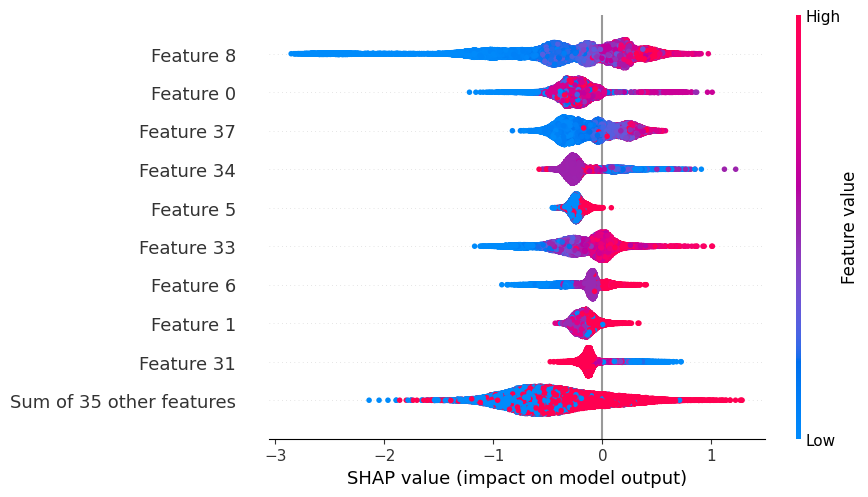 High
Feature 8
Feature 0
Feature 37
Feature 34
Feature 5
Feature 33
Feature 6
Feature 1
Feature 31
Sum of 35 other features
Feature value
Low
−3 −2 −1 0 1
SHAP value (impact on model output)